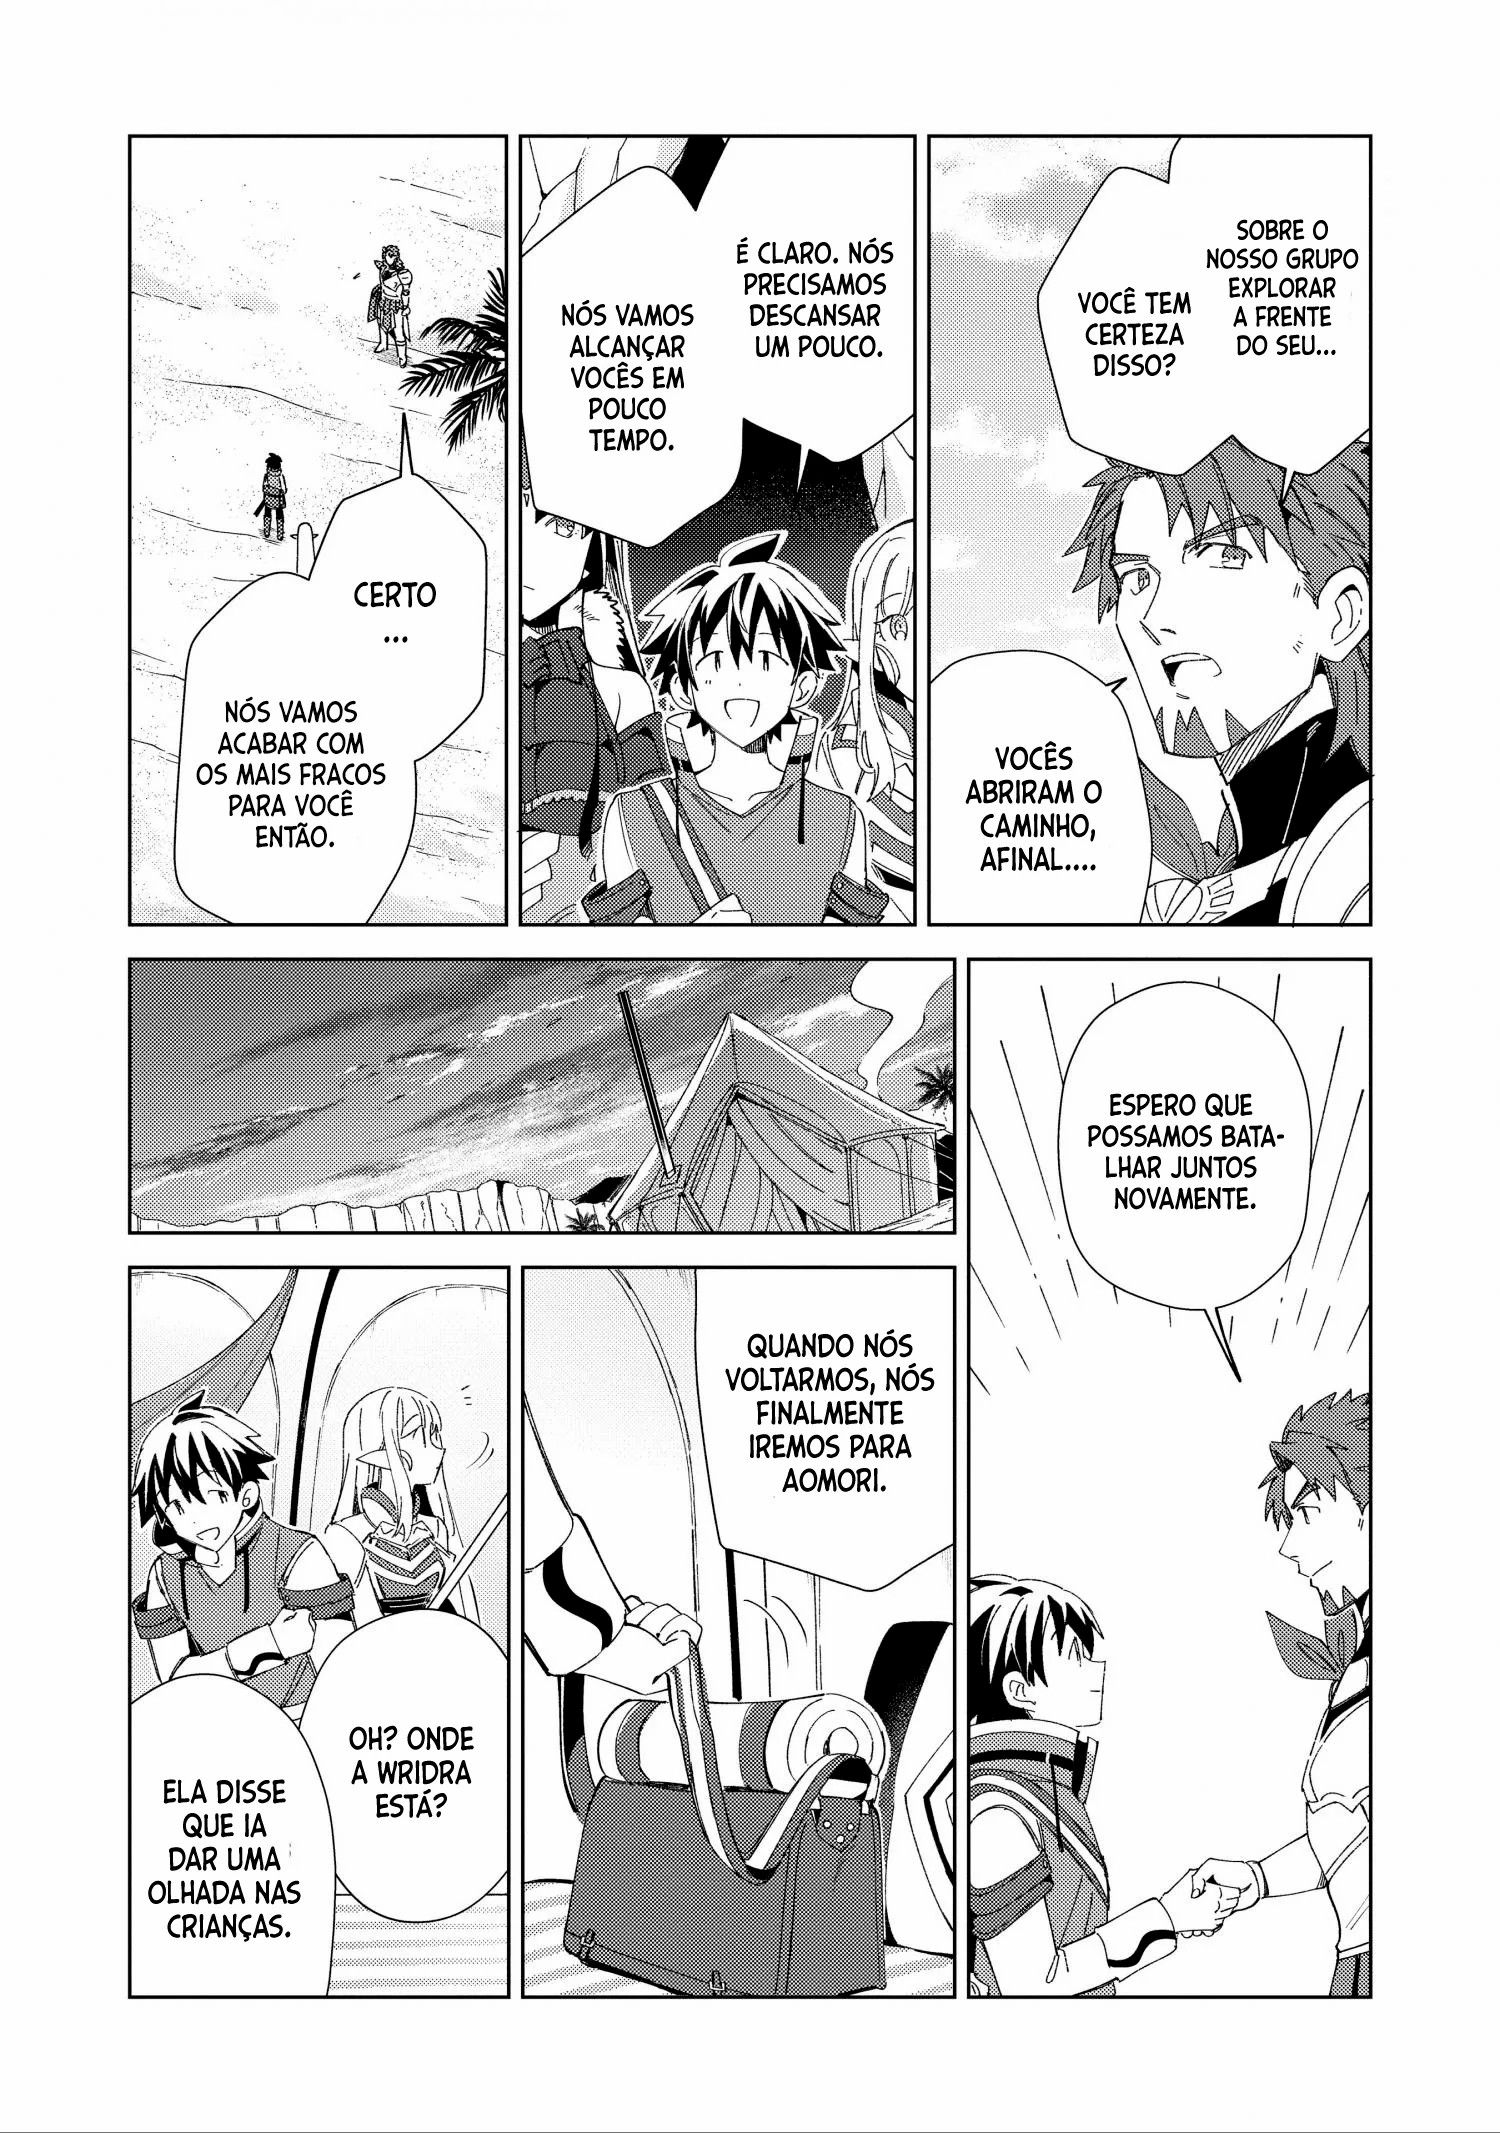 SOBRE O
NOSSO GRUPO
EXPLORAR
A FRENTE
DO SEU...
VOCÊ TEM
CERTEZA
DISSO?
VOCÊS
ABRIRAM O
CAMINHO,
AFINAL....
É CLARO. NÓS
PRECISAMOS
DESCANSAR
UM POUCO.
NÓS VAMOS
ALCANÇAR
VOCÊS EM
POUCO
TEMPO.
CERTO
...
NÓS VAMOS
ACABAR COM
OS MAIS FRACOS
PARA VOCÊ
ENTÃO.
ESPERO QUE
POSSAMOS BATA-
LHAR JUNTOS
NOVAMENTE.
QUANDO NÓS
VOLTARMOS, NÓS
FINALMENTE
IREMOS PARA
AOMORI.
OH? ONDE
A WRIDRA
ESTÁ?
ELA DISSE
QUE IA
DAR UMA
OLHADA NAS
CRIANÇAS.